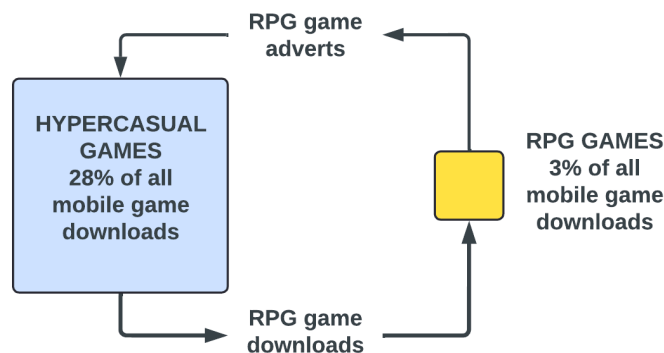 RPG game
adverts
HYPERCASUAL
GAMES
28% of all
mobile game
downloads
RPG GAMES
3% of all
mobile game
downloads
RPG game
downloads